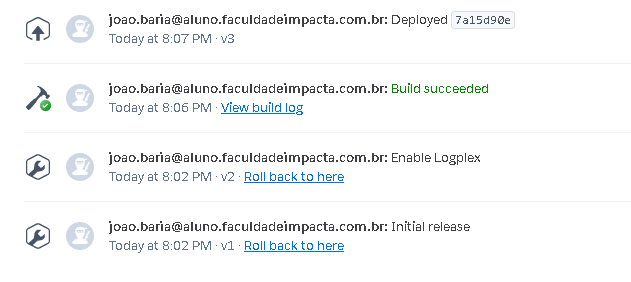 joao.baria@aluno.faculdadeimpacta.com.br: Deployed 7a15d90e
Today at 8:07 PM · v3
joao.baria@aluno.faculdadeimpacta.com.br: Build succeeded
Today at 8:06 PM · View build log
joao.baria@aluno.faculdadeimpacta.com.br: Enable Logplex
Today at 8:02 PM · v2 · Roll back to here
joao.baria@aluno.faculdadeimpacta.com.br: Initial release
Today at 8:02 PM · v1 · Roll back to here